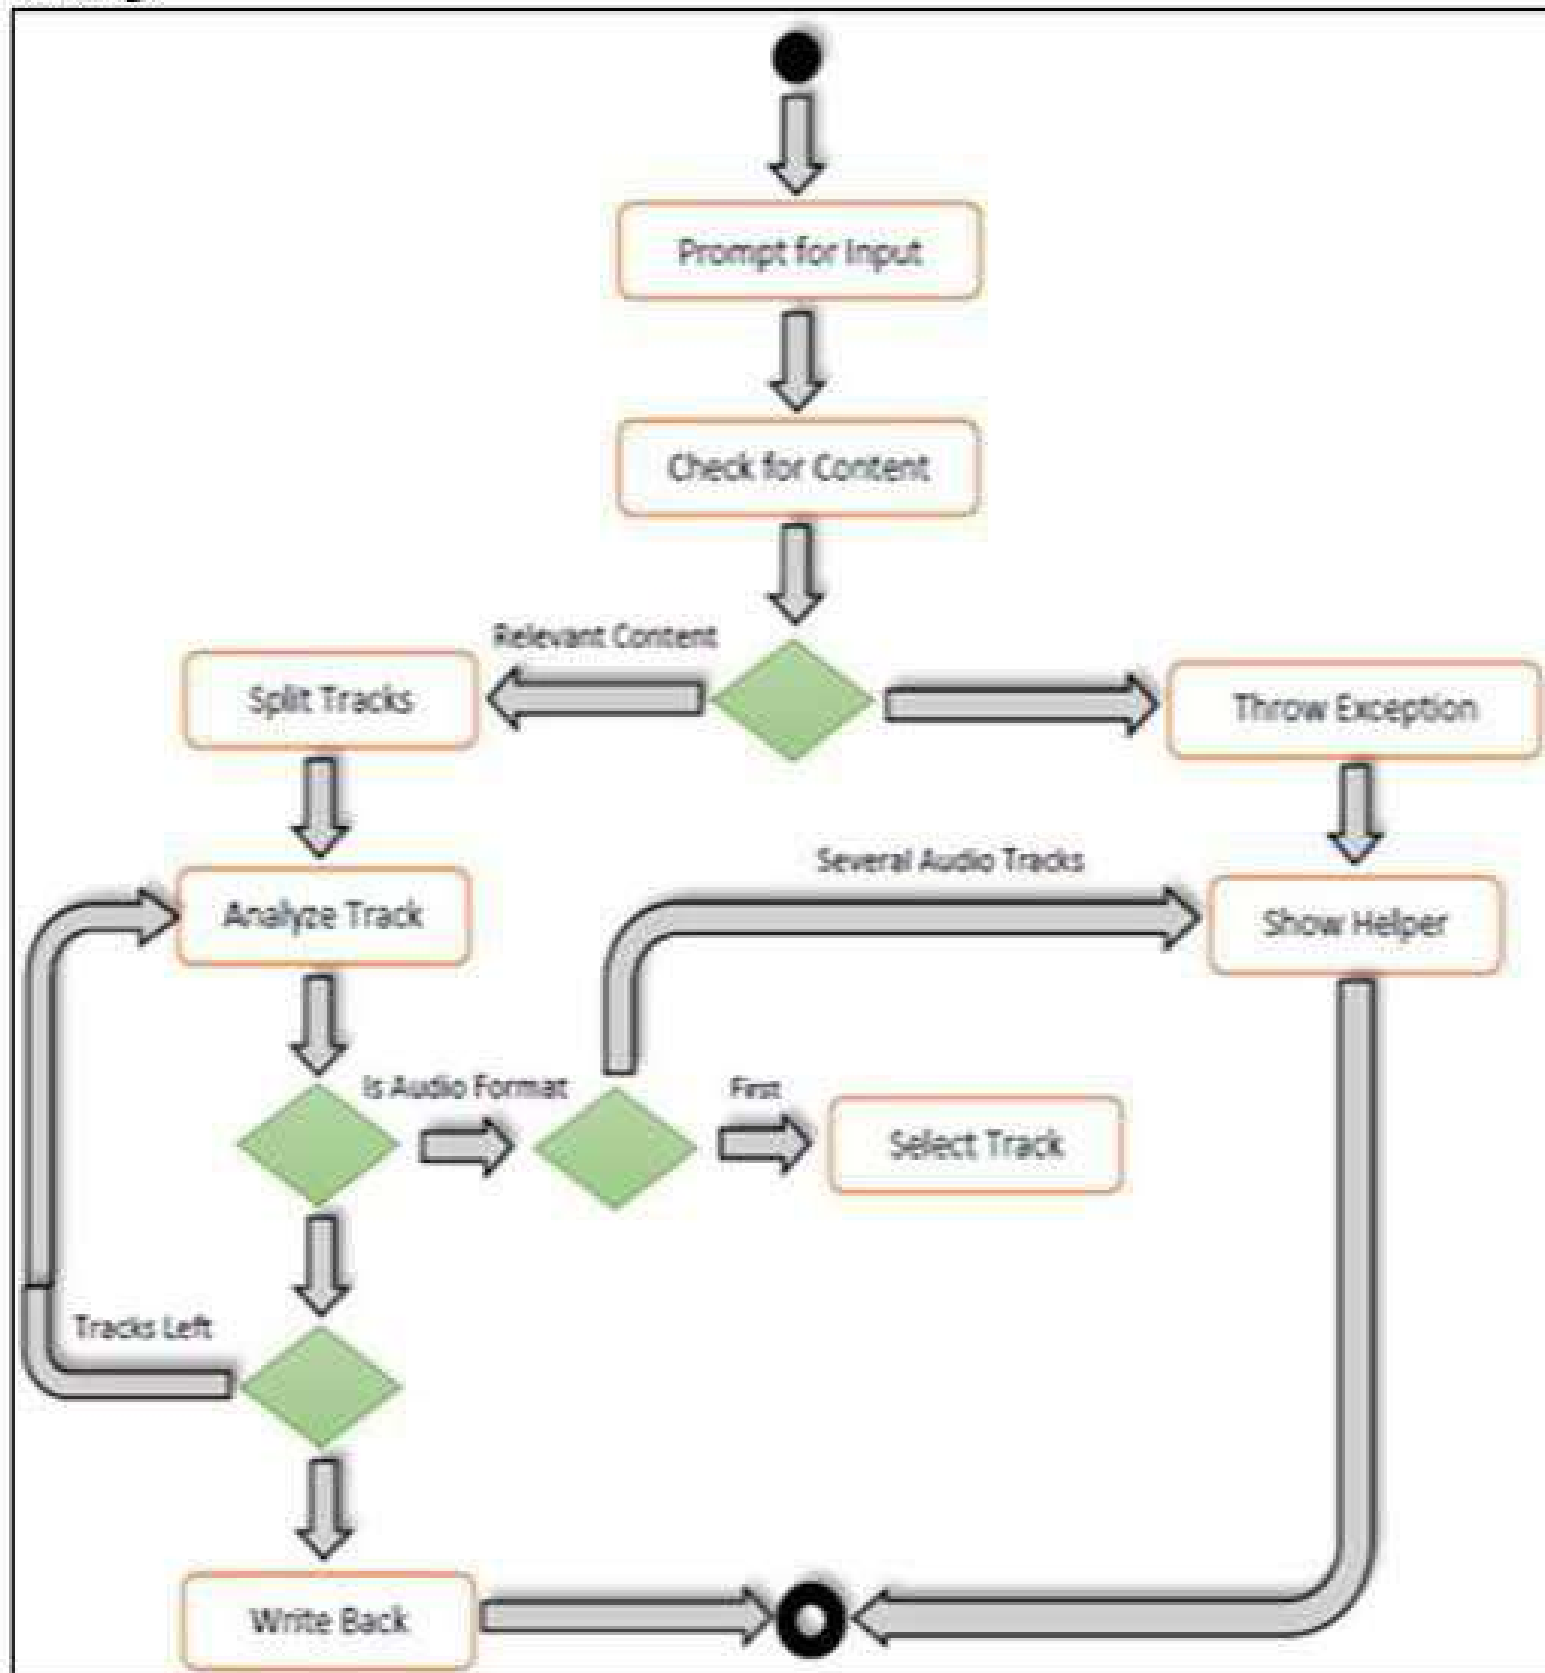 Prompt for Input
Check for Content
Relevant Content
Split Tracks
Throw Exception
Several Audio Tracks
Analyze Track
Show Helper
Is Audio Format
First
Select Track
Tracks Left
Write Back